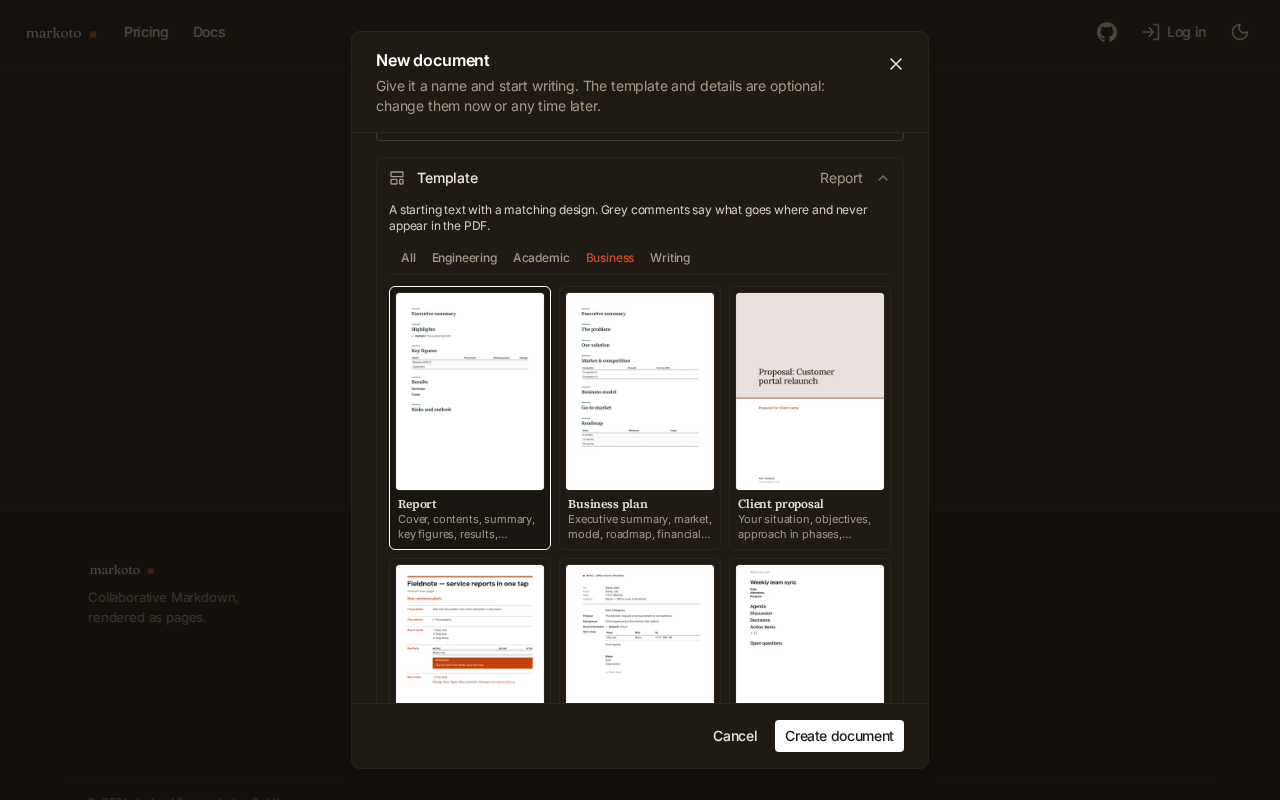 markoto
Pricing
Docs
Log in
New document
Give it a name and start writing. The template and details are optional:
change them now or any time later.
Template
Report
A starting text with a matching design. Grey comments say what goes where and never
appear in the PDF.
All
Engineering
Academic
Business
Writing
Executive summary
Highlights
Key figures
Results
Risks and outlook
Report
Cover, contents, summary,
key figures, results,...
Executive summary
The problem
Our solution
Market & competition
Business model
Go-to-market
Roadmap
Business plan
Executive summary, market,
model, roadmap, financial...
Proposal: Customer
portal relaunch
Prepared for Client name
Client proposal
Your situation, objectives,
approach in phases,...
Fieldnote — service reports in one tap
Weekly team sync
Agenda
Discussion
Decisions
Action items
Open questions
markoto
Collaborative Markdown,
rendered as pages.
Cancel
Create document